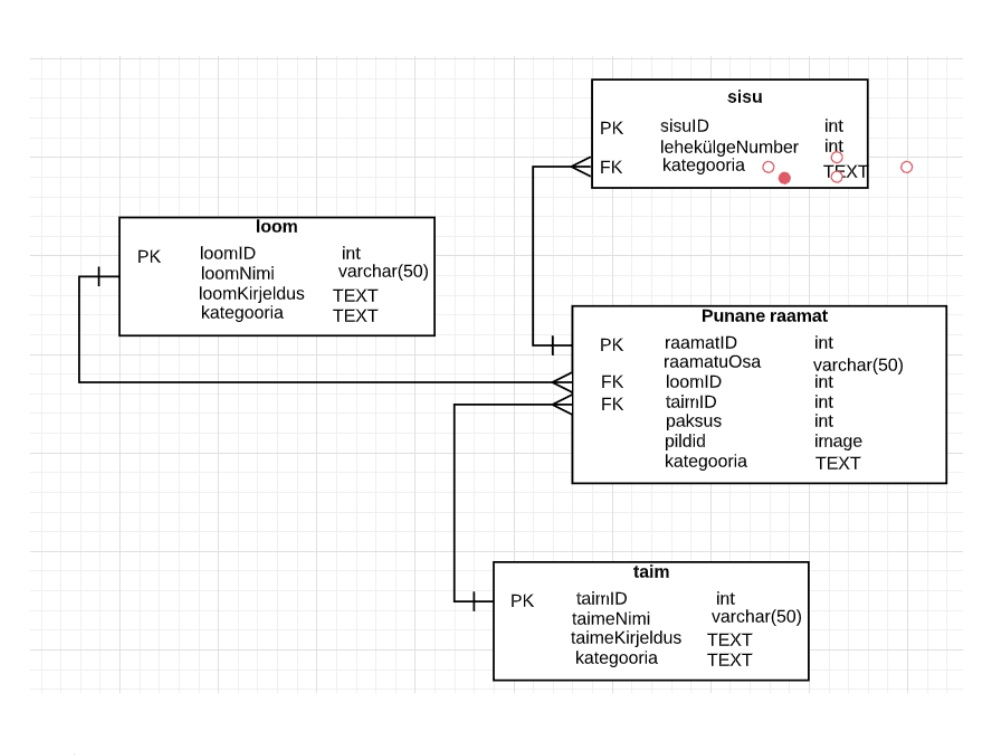 sisu
PK sisuID int
lehekülgeNumber int
FK kategooria TEXT
loom
PK loomID int
loomNimi varchar(50)
loomKirjeldus TEXT
kategooria TEXT
Punane raamat
PK raamatID int
raamatuOsa varchar(50)
FK loomID int
FK taimID int
paksus int
pildid image
kategooria TEXT
taim
PK taimID int
taimeNimi varchar(50)
taimeKirjeldus TEXT
kategooria TEXT